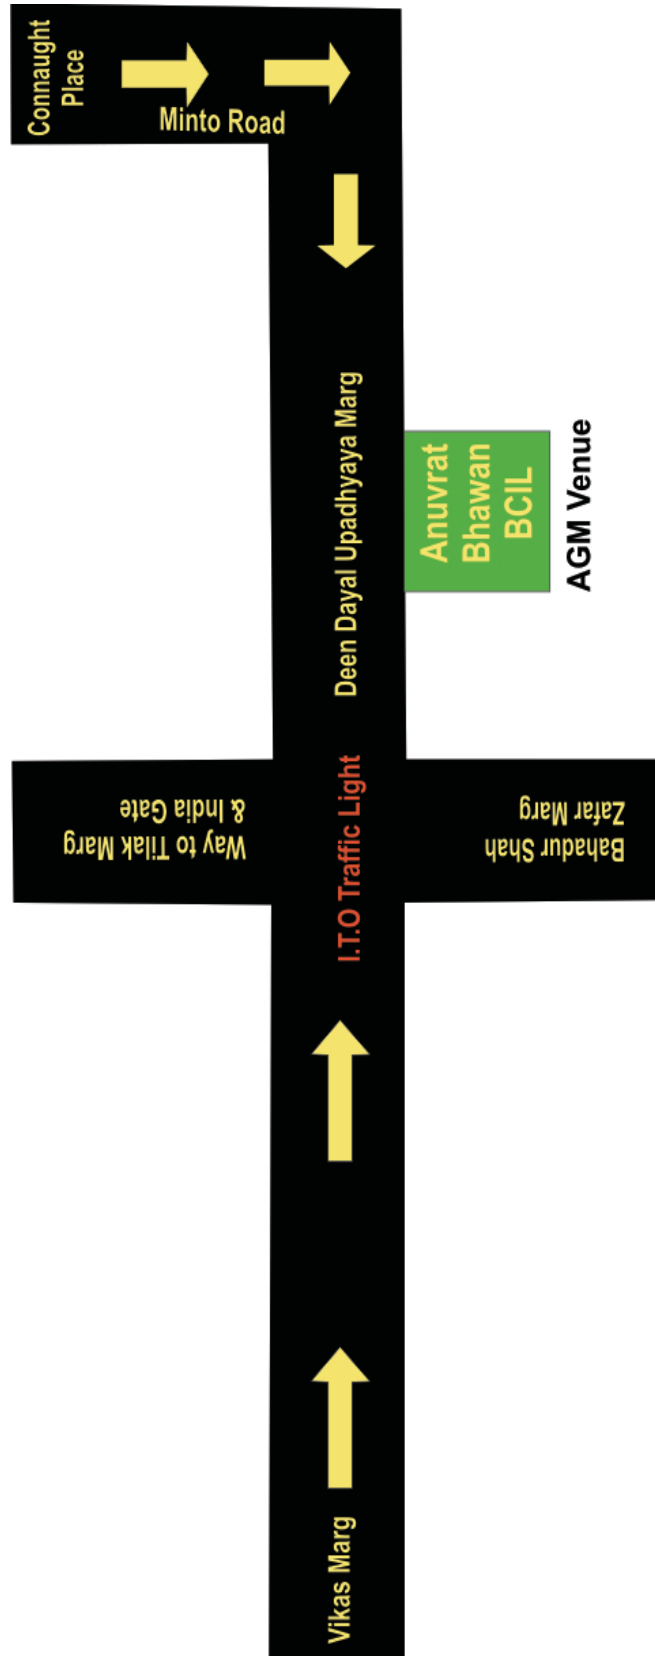 Connaught
Place
Minto Road
Deen Dayal Upadhyaya Marg
Anuvrat
Bhawan
BCIL
AGM Venue
I.T.O Traffic Light
Way to Tilak Marg
& India Gate
Bahadur Shah
Zafar Marg
Vikas Marg